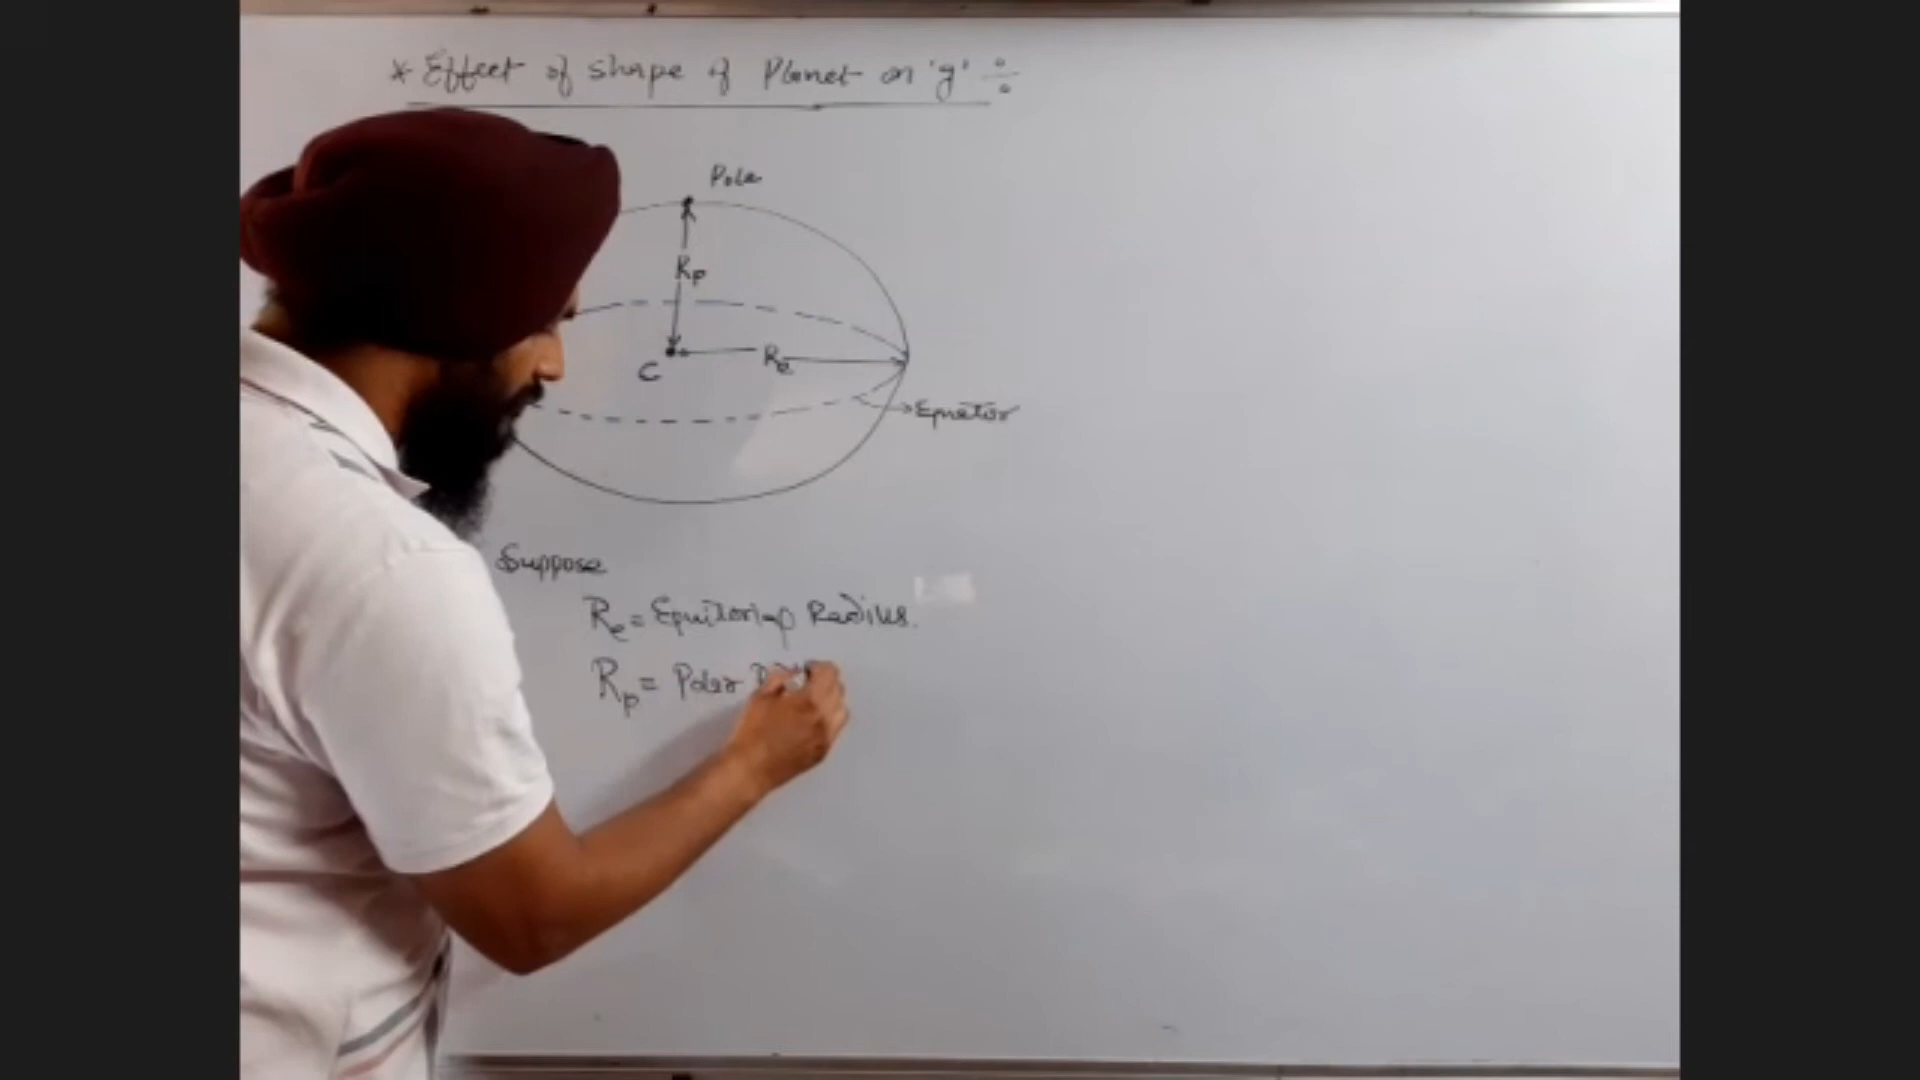 * Effect of shape of Planet on 'g' ÷
Pole
Rp
C
Re
Equator
Suppose
Re = Equitorial Radius.
Rp = Polar